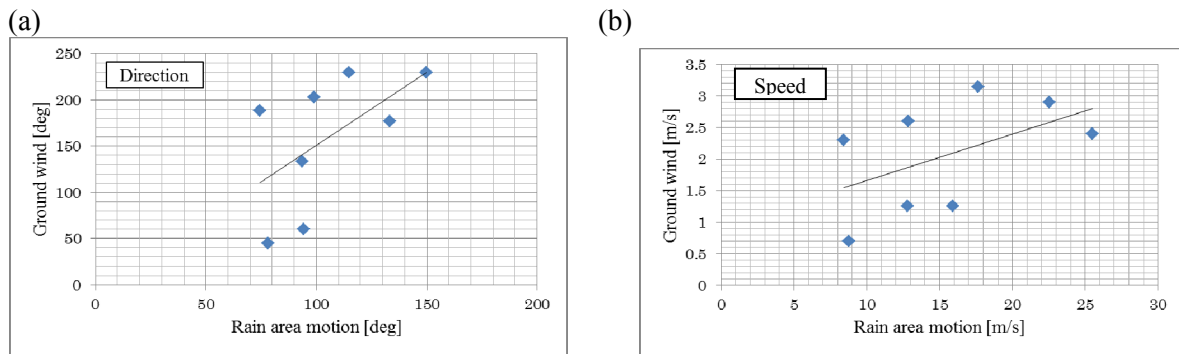 (a)
Direction
Ground wind [deg]
250
200
150
100
50
0
0 50 100 150 200
Rain area motion [deg]
(b)
Speed
Ground wind [m/s]
3.5
3
2.5
2
1.5
1
0.5
0
0 5 10 15 20 25 30
Rain area motion [m/s]